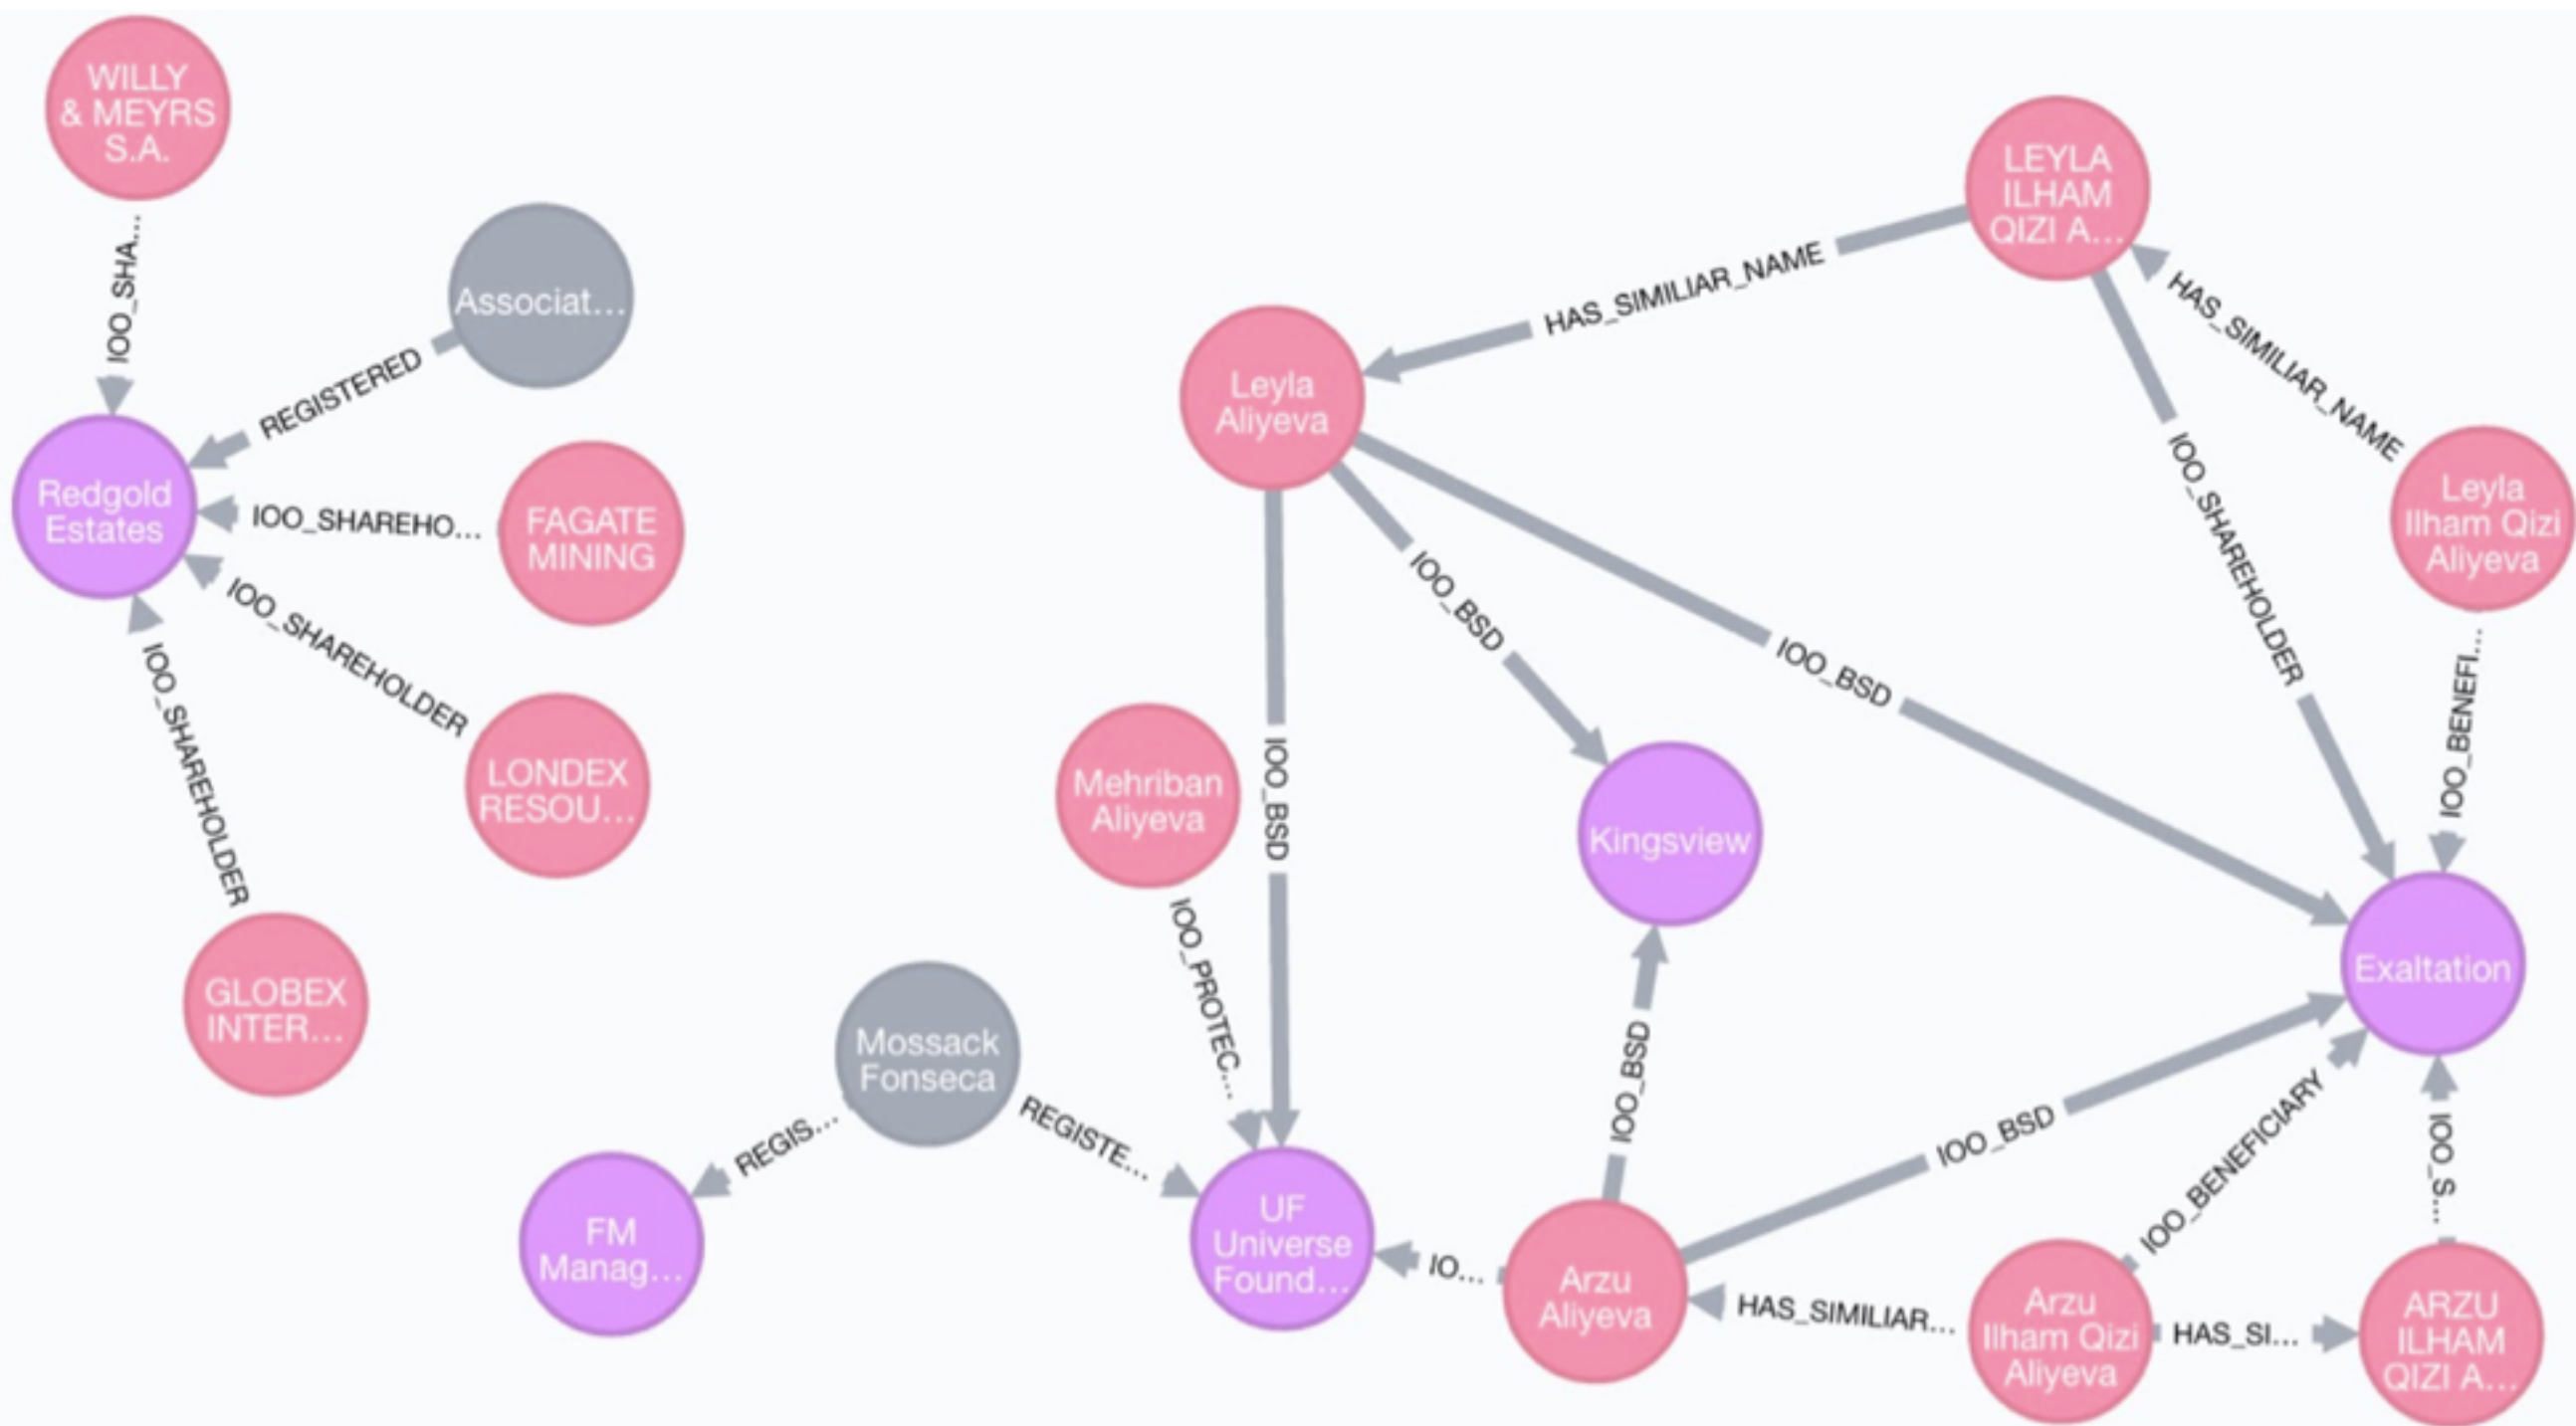 WILLY
& MEYRS
S.A.
IOO_SHA...
Associat...
REGISTERED
Redgold
Estates
IOO_SHAREHO...
FAGATE
MINING
IOO_SHAREHOLDER
LONDEX
RESOU...
IOO_SHAREHOLDER
GLOBEX
INTER...
LEYLA
ILHAM
QIZI A...
HAS_SIMILIAR_NAME
HAS_SIMILIAR_NAME
Leyla
Aliyeva
Leyla
Ilham Qizi
Aliyeva
IOO_SHAREHOLDER
IOO_BSD
IOO_BSD
IOO_BSD
IOO_BENEFI...
Mehriban
Aliyeva
Kingsview
IOO_PROTEC...
Exaltation
Mossack
Fonseca
REGIS...
REGISTE...
FM
Manag...
UF
Universe
Found...
IOO_BSD
IOO_BSD
IOO_BENEFICIARY
IOO_S...
IO...
Arzu
Aliyeva
HAS_SIMILIAR...
Arzu
Ilham Qizi
Aliyeva
HAS_SI...
ARZU
ILHAM
QIZI A...